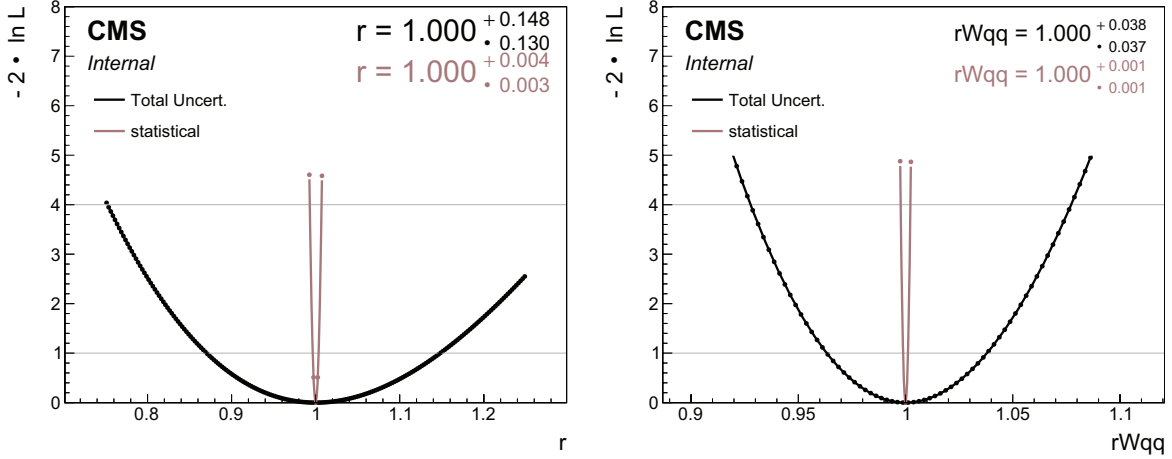 - 2 • ln L
8
7
6
5
4
3
2
1
0
CMS
Internal
r = 1.000 + 0.148 • 0.130
r = 1.000 + 0.004 • 0.003
Total Uncert.
statistical
0.8 0.9 1 1.1 1.2
r
- 2 • ln L
8
7
6
5
4
3
2
1
0
CMS
Internal
rWqq = 1.000 + 0.038 • 0.037
rWqq = 1.000 + 0.001 • 0.001
Total Uncert.
statistical
0.9 0.95 1 1.05 1.1
rWqq